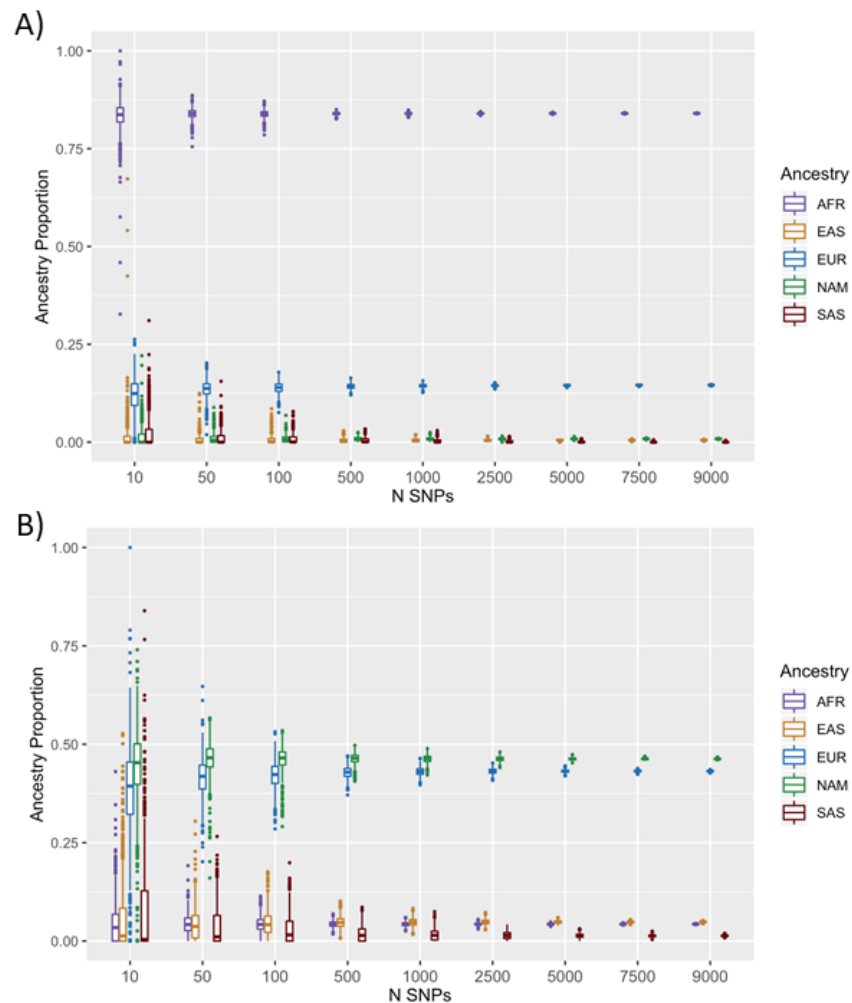 A)
1.00
0.75
0.50
0.25
0.00
Ancestry Proportion
10 50 100 500 1000 2500 5000 7500 9000
N SNPs
Ancestry
AFR
EAS
EUR
NAM
SAS
B)
1.00
0.75
0.50
0.25
0.00
Ancestry Proportion
10 50 100 500 1000 2500 5000 7500 9000
N SNPs
Ancestry
AFR
EAS
EUR
NAM
SAS